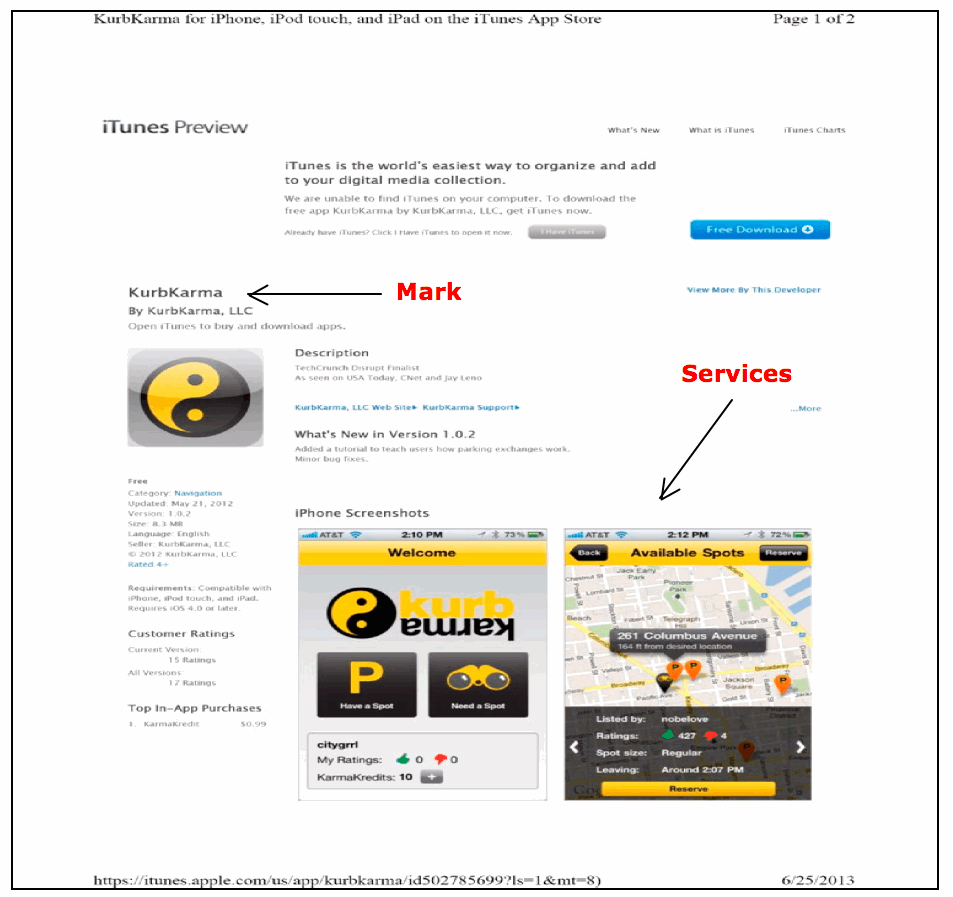 KurbKarma for iPhone, iPod touch, and iPad on the iTunes App Store
Page 1 of 2
iTunes Preview
What's New
What is iTunes
iTunes Charts
iTunes is the world's easiest way to organize and add
to your digital media collection.
We are unable to find iTunes on your computer. To download the
free app KurbKarma by KurbKarma, LLC, get iTunes now.
Already have iTunes? Click I Have iTunes to open it now.
I Have iTunes
Free Download
KurbKarma
Mark
View More By This Developer
By KurbKarma, LLC
Open iTunes to buy and download apps.
Description
TechCrunch Disrupt Finalist
As seen on USA Today, CNet and Jay Leno
Services
KurbKarma, LLC Web Site
KurbKarma Support
...More
What's New in Version 1.0.2
Added a tutorial to teach users how parking exchanges work.
Minor bug fixes.
Free
Category: Navigation
Updated: May 21, 2012
Version: 1.0.2
Size: 8.3 MB
Language: English
Seller: KurbKarma, LLC
© 2012 KurbKarma, LLC
Rated 4+
Requirements: Compatible with
iPhone, iPod touch, and iPad.
Requires iOS 4.0 or later.
Customer Ratings
Current Version:
15 Ratings
All Versions:
17 Ratings
Top In-App Purchases
1. KarmaKredit $0.99
iPhone Screenshots
AT&T 2:10 PM 73%
Welcome
kurb
karma
P
Have a Spot
Need a Spot
citygrrl
My Ratings: 0 0
KarmaKredits: 10 +
AT&T 2:12 PM 72%
Back
Available Spots
Reserve
Jack Early
Park
Pioneer
Park
Chestnut St
Lombard St
Beach
Filbert St
Telegraph
Hill
Union St
261 Columbus Avenue
164 ft from desired location
Vallejo St
Broadway
Broadway
Pacific Ave
Jackson
Square
Gold St
Listed by: nobelove
Ratings: 427 4
Spot size: Regular
Leaving: Around 2:07 PM
Reserve
https://itunes.apple.com/us/app/kurbkarma/id502785699?ls=1&mt=8)
6/25/2013